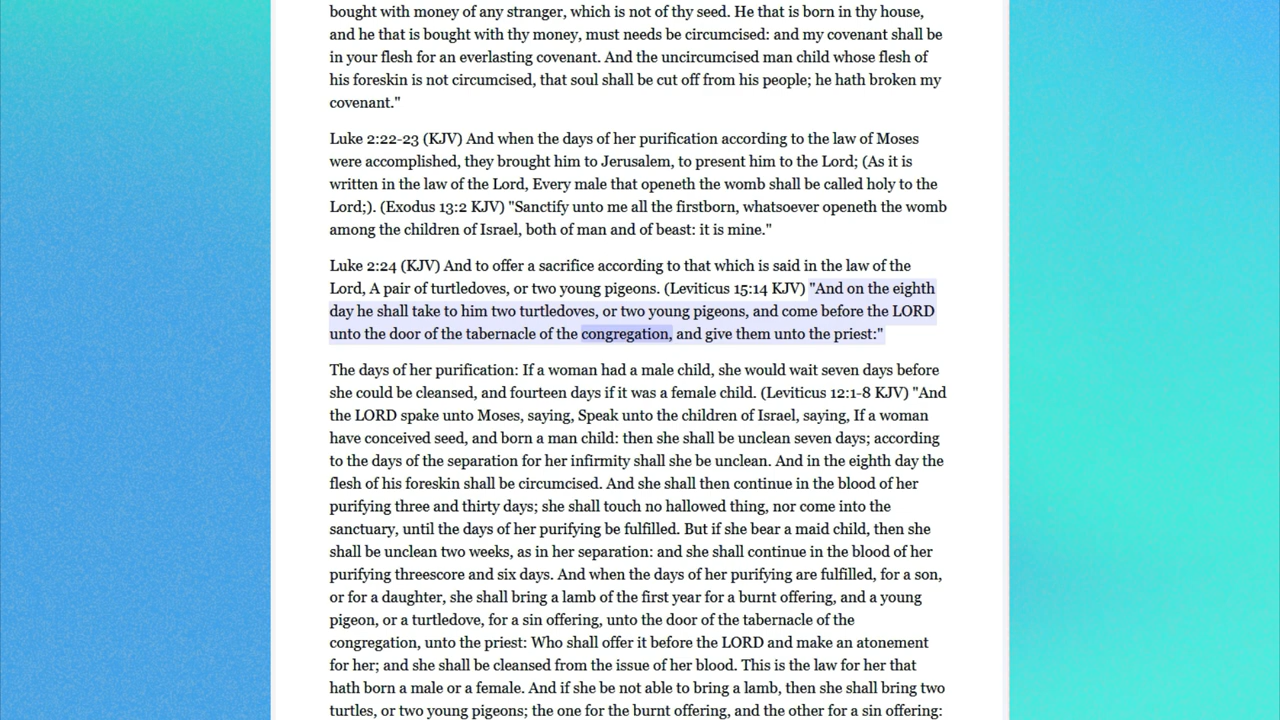 bought with money of any stranger, which is not of thy seed. He that is born in thy house,
and he that is bought with thy money, must needs be circumcised: and my covenant shall be
in your flesh for an everlasting covenant. And the uncircumcised man child whose flesh of
his foreskin is not circumcised, that soul shall be cut off from his people; he hath broken my
covenant."
Luke 2:22-23 (KJV) And when the days of her purification according to the law of Moses
were accomplished, they brought him to Jerusalem, to present him to the Lord; (As it is
written in the law of the Lord, Every male that openeth the womb shall be called holy to the
Lord;). (Exodus 13:2 KJV) "Sanctify unto me all the firstborn, whatsoever openeth the womb
among the children of Israel, both of man and of beast: it is mine."
Luke 2:24 (KJV) And to offer a sacrifice according to that which is said in the law of the
Lord, A pair of turtledoves, or two young pigeons. (Leviticus 15:14 KJV) "And on the eighth
day he shall take to him two turtledoves, or two young pigeons, and come before the LORD
unto the door of the tabernacle of the congregation, and give them unto the priest:"
The days of her purification: If a woman had a male child, she would wait seven days before
she could be cleansed, and fourteen days if it was a female child. (Leviticus 12:1-8 KJV) "And
the LORD spake unto Moses, saying, Speak unto the children of Israel, saying, If a woman
have conceived seed, and born a man child: then she shall be unclean seven days; according
to the days of the separation for her infirmity shall she be unclean. And in the eighth day the
flesh of his foreskin shall be circumcised. And she shall then continue in the blood of her
purifying three and thirty days; she shall touch no hallowed thing, nor come into the
sanctuary, until the days of her purifying be fulfilled. But if she bear a maid child, then she
shall be unclean two weeks, as in her separation: and she shall continue in the blood of her
purifying threescore and six days. And when the days of her purifying are fulfilled, for a son,
or for a daughter, she shall bring a lamb of the first year for a burnt offering, and a young
pigeon, or a turtledove, for a sin offering, unto the door of the tabernacle of the
congregation, unto the priest: Who shall offer it before the LORD and make an atonement
for her; and she shall be cleansed from the issue of her blood. This is the law for her that
hath born a male or a female. And if she be not able to bring a lamb, then she shall bring two
turtles, or two young pigeons; the one for the burnt offering, and the other for a sin offering: